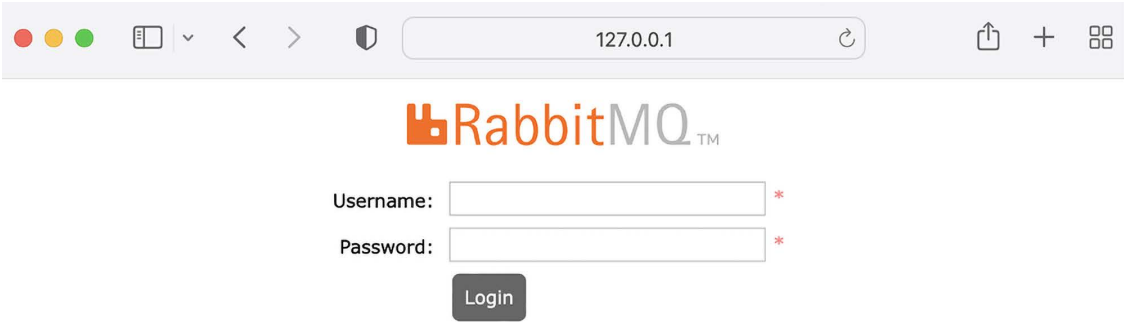 127.0.0.1
RabbitMQ™
Username: *
Password: *
Login